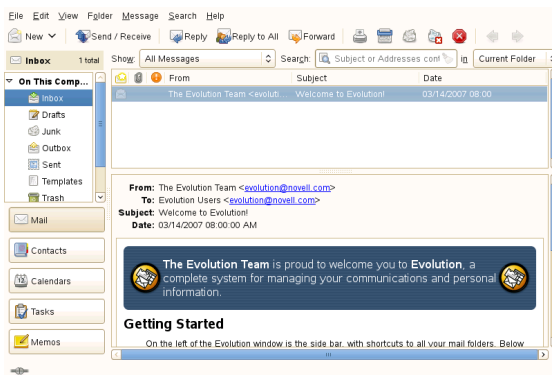 File Edit View Folder Message Search Help
New Send / Receive Reply Reply to All Forward
Inbox 1 total Show: All Messages Search: Subject or Addresses cont in Current Folder
On This Comp...
From Subject Date
Inbox
The Evolution Team <evoluti... Welcome to Evolution! 03/14/2007 08:00
Drafts
Junk
Outbox
Sent
Templates
Trash
Mail
Contacts
Calendars
Tasks
Memos
From: The Evolution Team <evolution@novell.com>
To: Evolution Users <evolution@novell.com>
Subject: Welcome to Evolution!
Date: 03/14/2007 08:00:00 AM
The Evolution Team is proud to welcome you to Evolution, a
complete system for managing your communications and personal
information.
Getting Started
On the left of the Evolution window is the side bar, with shortcuts to all your mail folders. Below